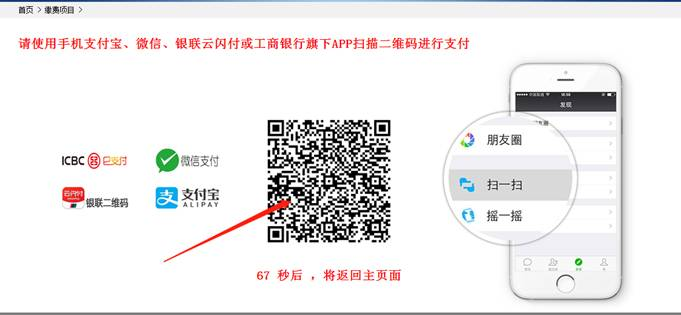 首页 > 缴费项目 >
请使用手机支付宝、微信、银联云闪付或工商银行旗下APP扫描二维码进行支付
ICBC e支付
微信支付
云闪付
银联二维码
支付宝
ALIPAY
发现
朋友圈
扫一扫
摇一摇
67 秒后 ，将返回主页面